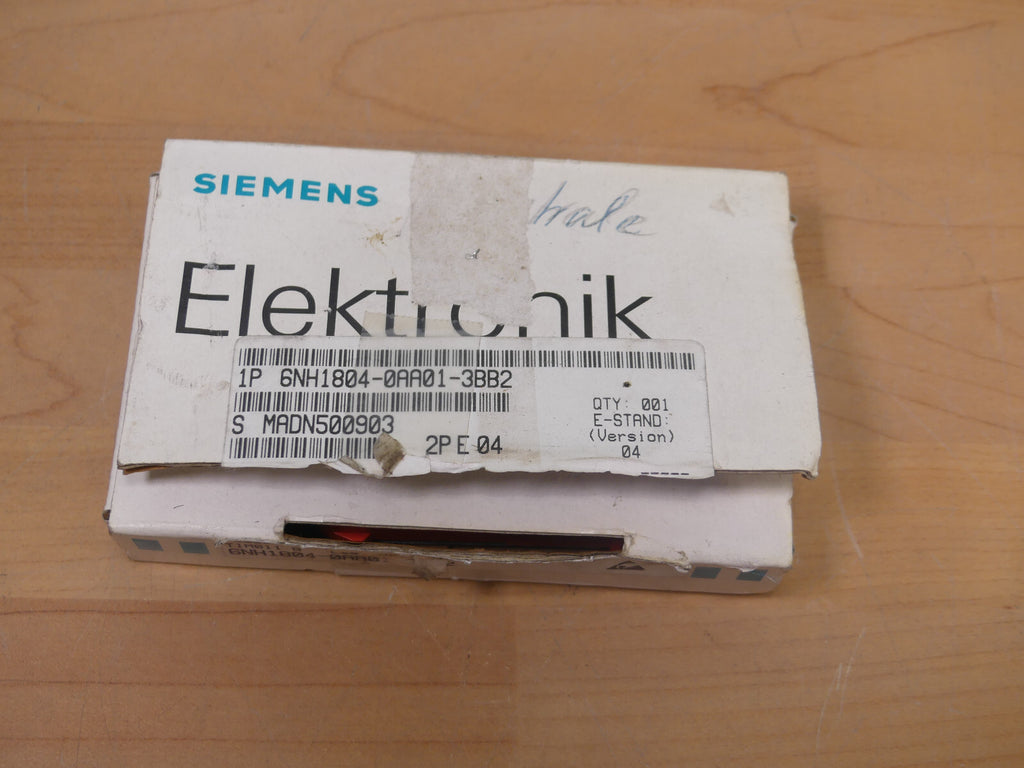 SIEMENS
Elektronik
1P 6NH1804-0AA01-3BB2
S MADN500903
2P E 04
QTY: 001
E-STAND:
(Version)
04